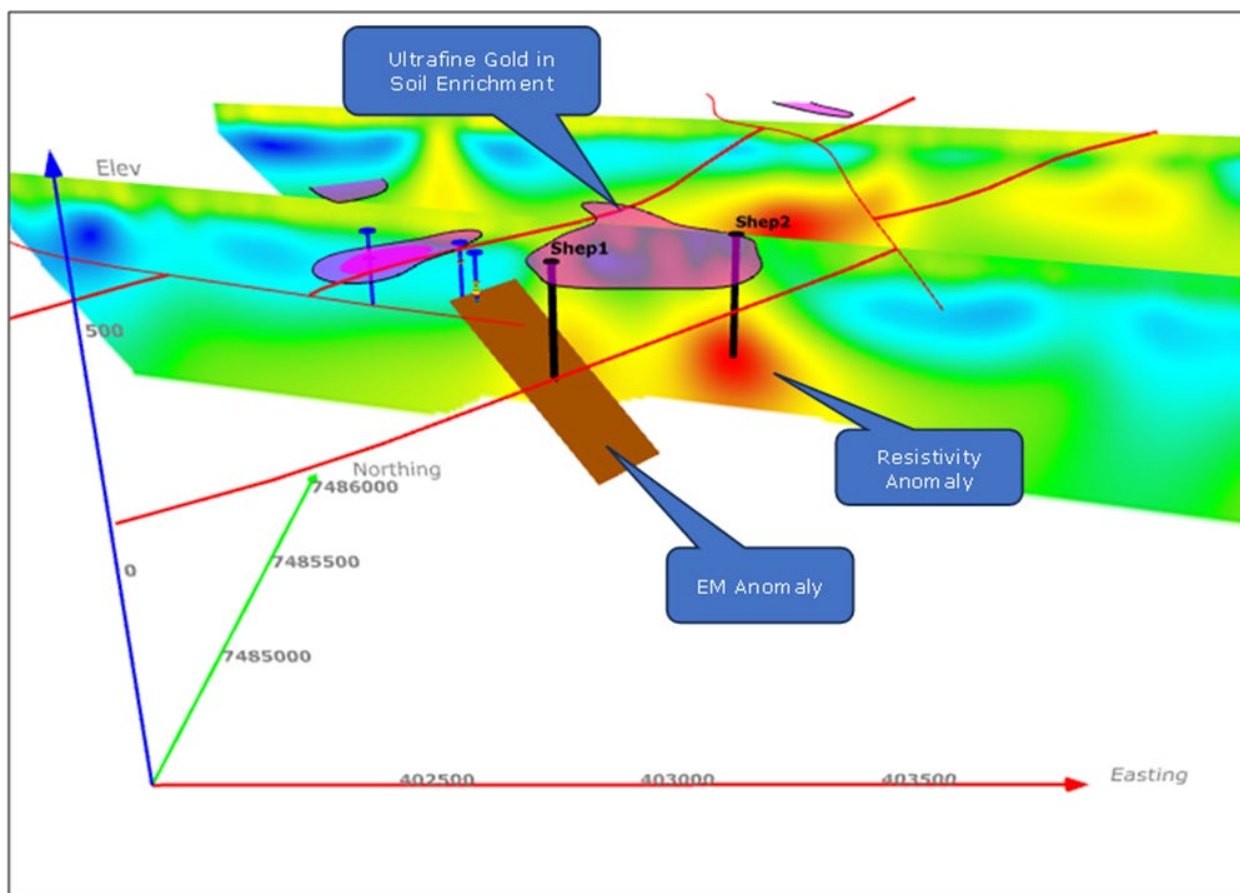 Ultrafine Gold in
Soil Enrichment
Elev
Shep2
Shep1
500
Resistivity
Anomaly
Northing
7486000
7485500
0
EM Anomaly
7485000
402500
403000
403500
Easting